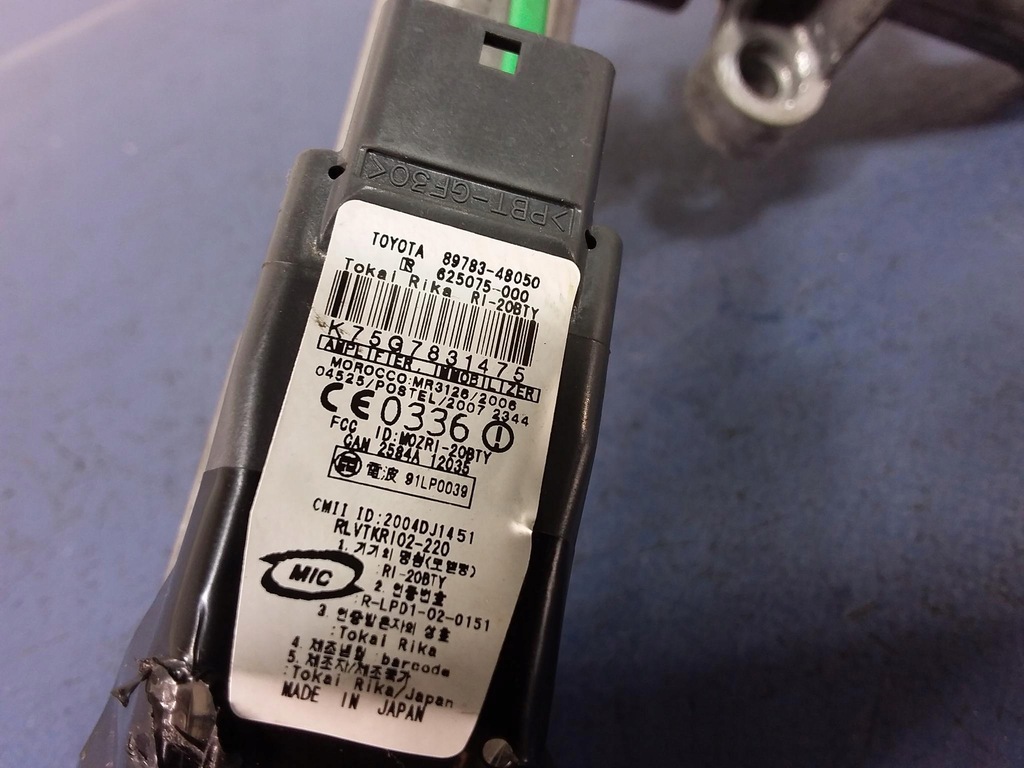 >PBT-GF30<
TOYOTA 89783-48050
R 625075-000
Tokai Rika RI-20BTY
K75G7831475
AMPLIFIER, IMMOBILIZER
MOROCCO:MR3126/2006
04525/POSTEL/2007 2344
CE0336
FCC ID:MOZRI-20BTY
CAN 2584A 12035
電波 91LP0039
CMII ID:2004DJ1451
RLVTKRI02-220
1. 기기의 명칭(모델명)
:RI-20BTY
MIC
2. 인증번호
:R-LPD1-02-0151
3. 인증받은자의 상호
:Tokai Rika
4. 제조년월:barcode
5. 제조자/제조국가
:Tokai Rika/Japan
MADE IN JAPAN